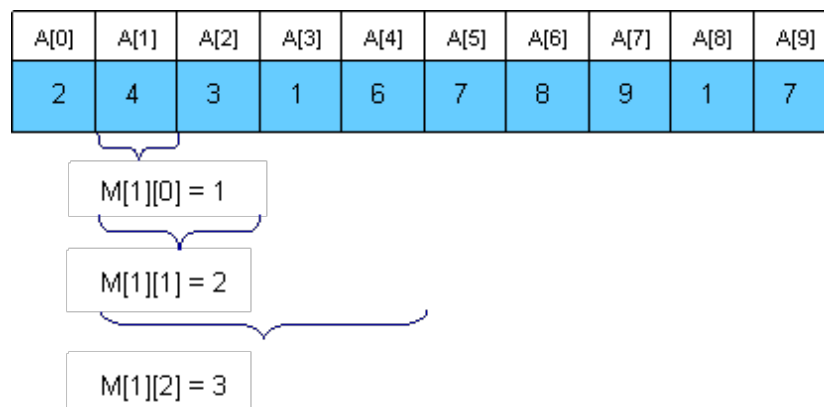 A[0] A[1] A[2] A[3] A[4] A[5] A[6] A[7] A[8] A[9]
2 4 3 1 6 7 8 9 1 7
M[1][0] = 1
M[1][1] = 2
M[1][2] = 3